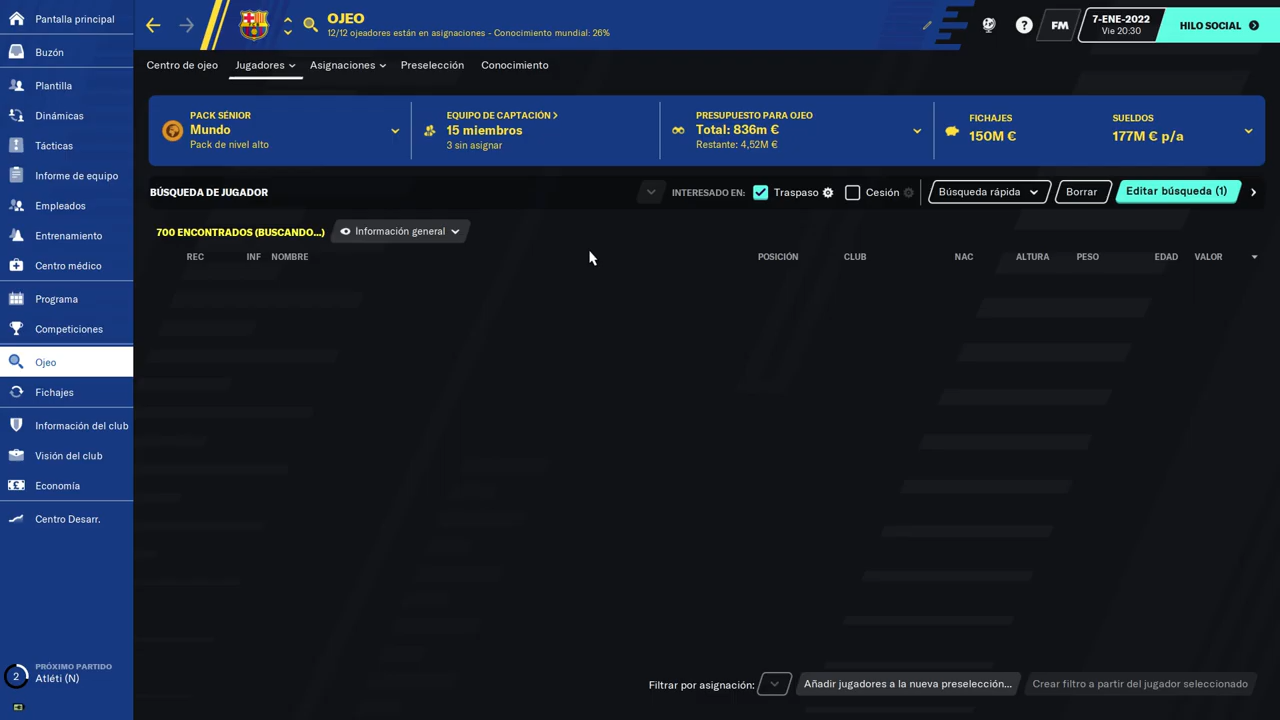 Pantalla principal
Buzón
Plantilla
Dinámicas
Tácticas
Informe de equipo
Empleados
Entrenamiento
Centro médico
Programa
Competiciones
Ojeo
Fichajes
Información del club
Visión del club
Economía
Centro Desarr.
PRÓXIMO PARTIDO
2 Atléti (N)
OJEO
12/12 ojeadores están en asignaciones - Conocimiento mundial: 26%
? FM
7-ENE-2022
Vie 20:30
HILO SOCIAL
Centro de ojeo Jugadores Asignaciones Preselección Conocimiento
PACK SÉNIOR
Mundo
Pack de nivel alto
EQUIPO DE CAPTACIÓN >
15 miembros
3 sin asignar
PRESUPUESTO PARA OJEO
Total: 836m €
Restante: 4,52M €
FICHAJES
150M €
SUELDOS
177M € p/a
BÚSQUEDA DE JUGADOR INTERESADO EN: Traspaso Cesión Búsqueda rápida Borrar Editar búsqueda (1)
700 ENCONTRADOS (BUSCANDO...) Información general
REC INF NOMBRE POSICIÓN CLUB NAC ALTURA PESO EDAD VALOR
Filtrar por asignación: Añadir jugadores a la nueva preselección... Crear filtro a partir del jugador seleccionado